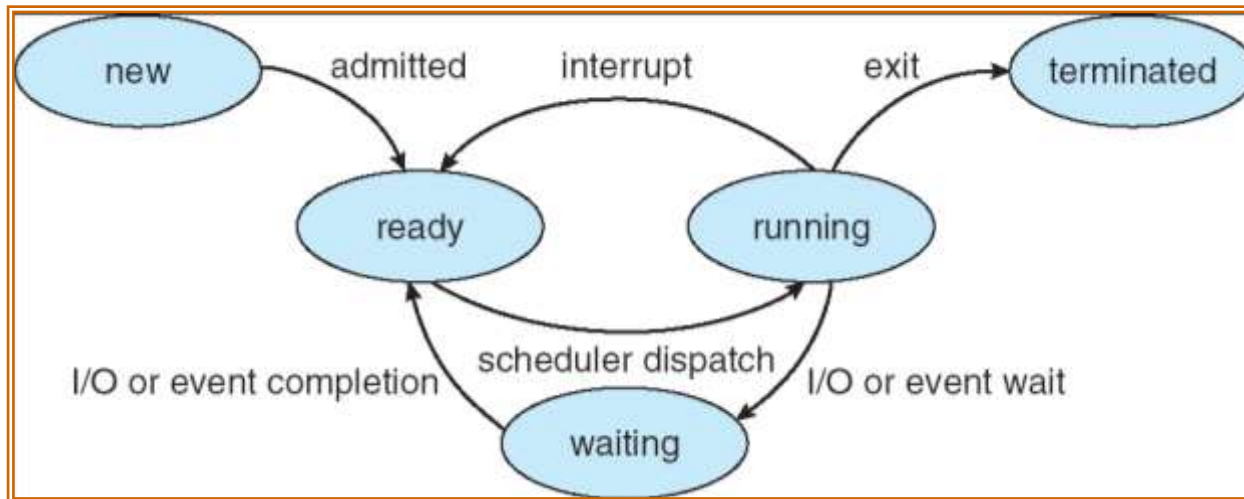 new
admitted
interrupt
exit
terminated
ready
running
scheduler dispatch
I/O or event completion
I/O or event wait
waiting